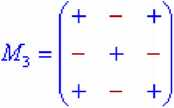 + − +
M₃ = − + −
+ − +